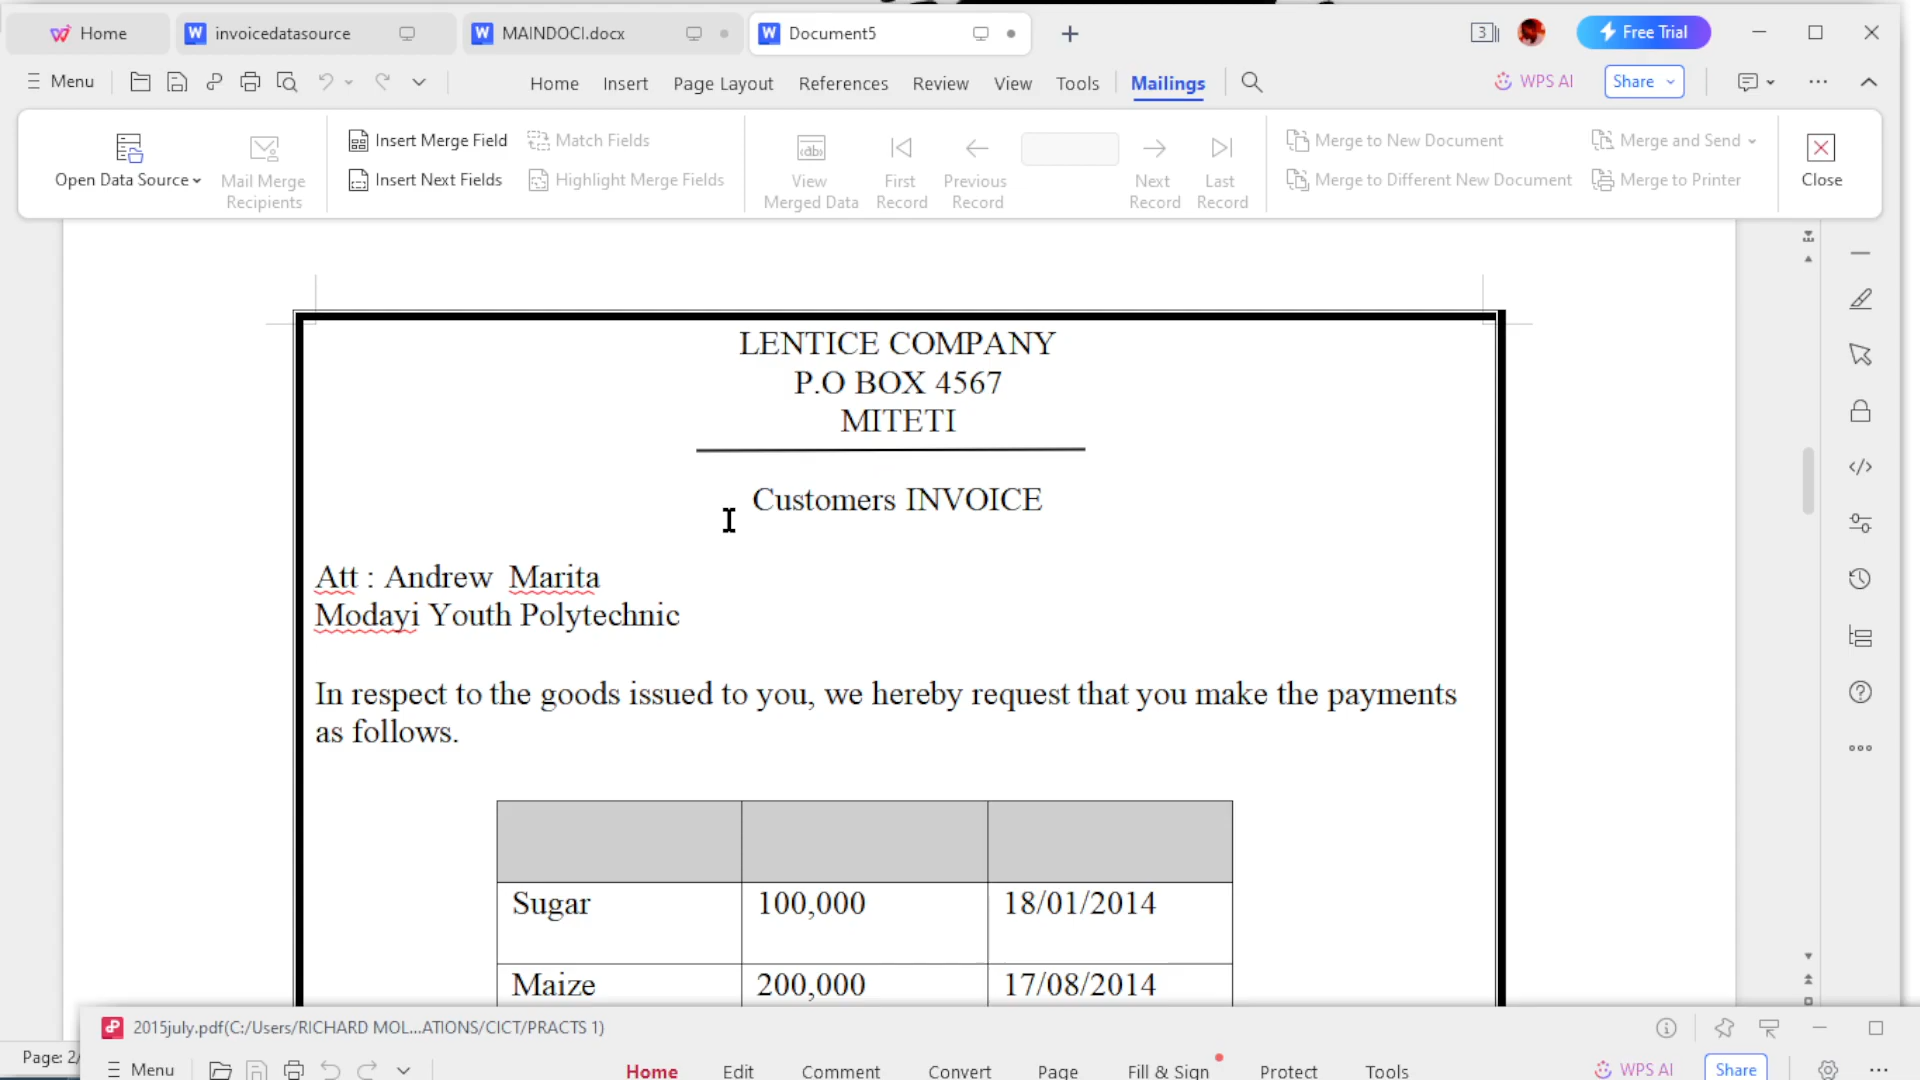 Home invoicedatasource MAINDOCI.docx Document5 3 Free Trial
Menu Home Insert Page Layout References Review View Tools Mailings WPS AI Share
Open Data Source Mail Merge Recipients Insert Merge Field Match Fields
Insert Next Fields Highlight Merge Fields
View Merged Data First Record Previous Record Next Record Last Record
Merge to New Document Merge and Send
Merge to Different New Document Merge to Printer
Close
LENTICE COMPANY
P.O BOX 4567
MITETI
Customers INVOICE
Att : Andrew Marita
Modayi Youth Polytechnic
In respect to the goods issued to you, we hereby request that you make the payments
as follows.
Sugar 100,000 18/01/2014
Maize 200,000 17/08/2014
2015july.pdf(C:/Users/RICHARD MOL...ATIONS/CICT/PRACTS 1)
Page: 2/
Menu Home Edit Comment Convert Page Fill & Sign Protect Tools WPS AI Share